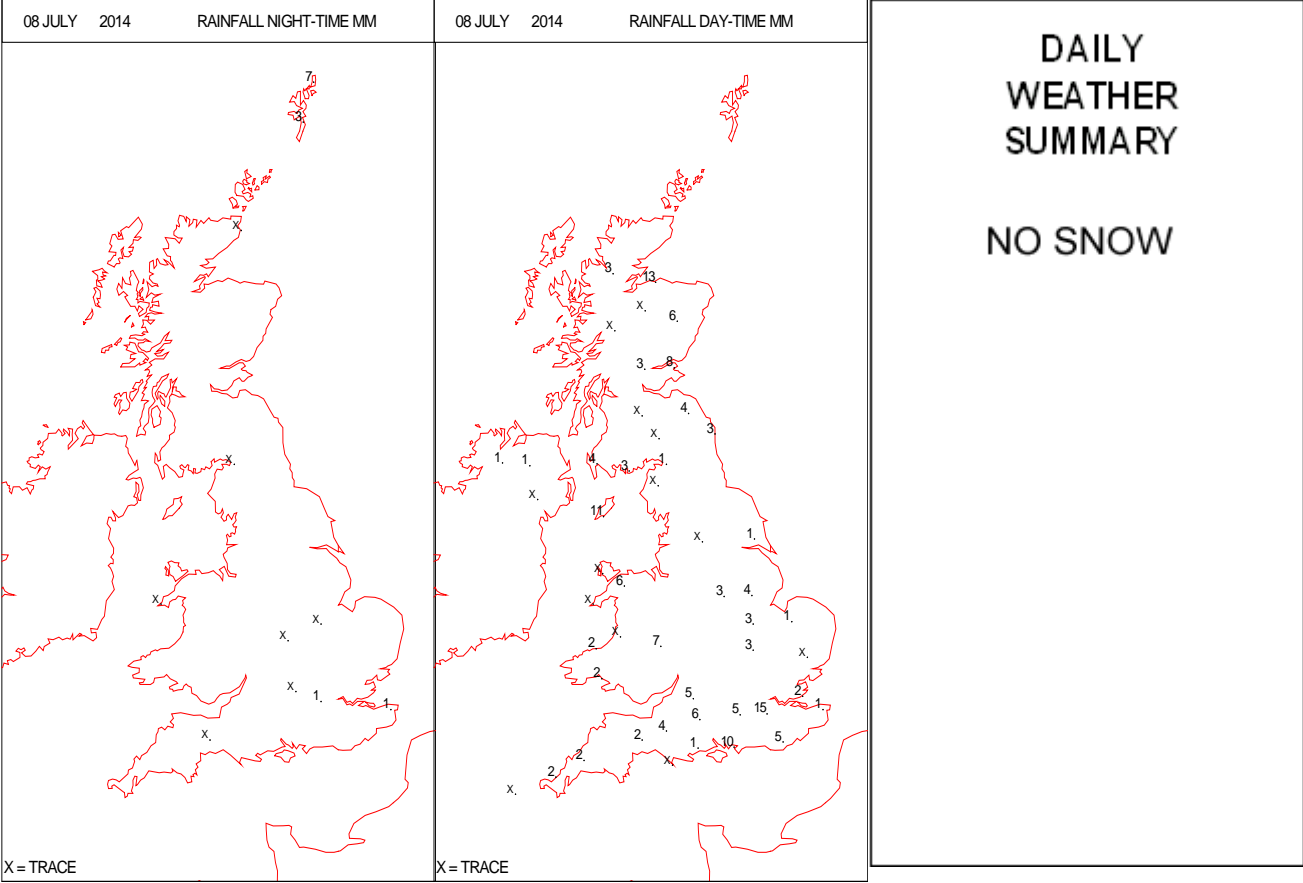 08 JULY 2014 RAINFALL NIGHT-TIME MM
7
3
X
X
X
X
X
X
1
1
X
X = TRACE
08 JULY 2014 RAINFALL DAY-TIME MM
3
13
X
6
X
3
8
X
4
3
X
1
1
4
3
1
X
X
11
X
1
X
6
3
4
X
3
1
X
2
7
3
X
2
5
2
1
6
5
15
4
2
1
10
5
2
X
2
X
X = TRACE
DAILY
WEATHER
SUMMARY
NO SNOW